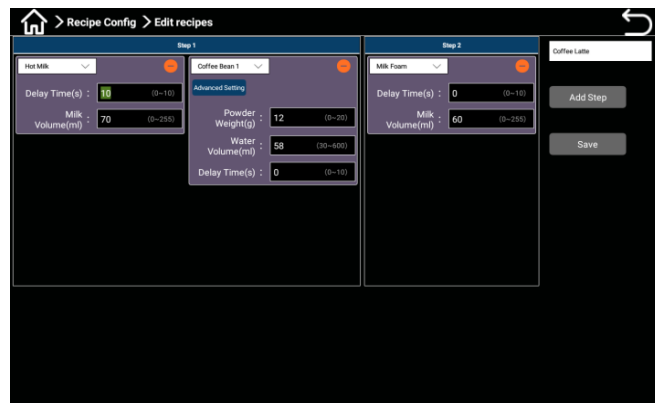 > Recipe Config > Edit recipes
Step 1
Hot Milk
Delay Time(s) : 10 (0~10)
Milk Volume(ml) : 70 (0~255)
Coffee Bean 1
Advanced Setting
Powder Weight(g) : 12 (0~20)
Water Volume(ml) : 58 (30~600)
Delay Time(s) : 0 (0~10)
Step 2
Milk Foam
Delay Time(s) : 0 (0~10)
Milk Volume(ml) : 60 (0~255)
Coffee Latte
Add Step
Save